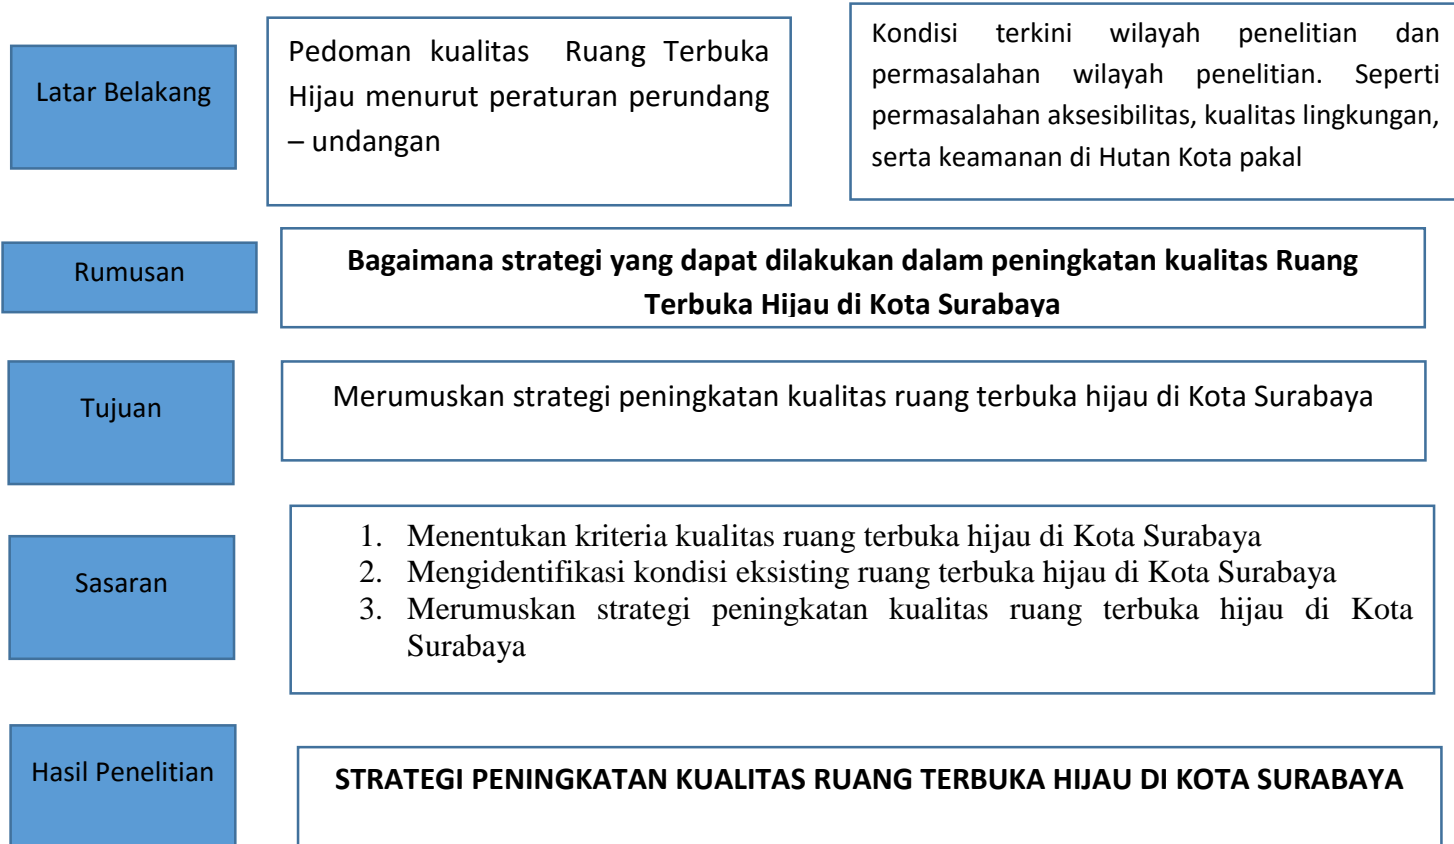 Latar Belakang
Pedoman kualitas Ruang Terbuka
Hijau menurut peraturan perundang
– undangan
Kondisi terkini wilayah penelitian dan
permasalahan wilayah penelitian. Seperti
permasalahan aksesibilitas, kualitas lingkungan,
serta keamanan di Hutan Kota pakal
Rumusan
Bagaimana strategi yang dapat dilakukan dalam peningkatan kualitas Ruang
Terbuka Hijau di Kota Surabaya
Tujuan
Merumuskan strategi peningkatan kualitas ruang terbuka hijau di Kota Surabaya
Sasaran
1. Menentukan kriteria kualitas ruang terbuka hijau di Kota Surabaya
2. Mengidentifikasi kondisi eksisting ruang terbuka hijau di Kota Surabaya
3. Merumuskan strategi peningkatan kualitas ruang terbuka hijau di Kota
Surabaya
Hasil Penelitian
STRATEGI PENINGKATAN KUALITAS RUANG TERBUKA HIJAU DI KOTA SURABAYA